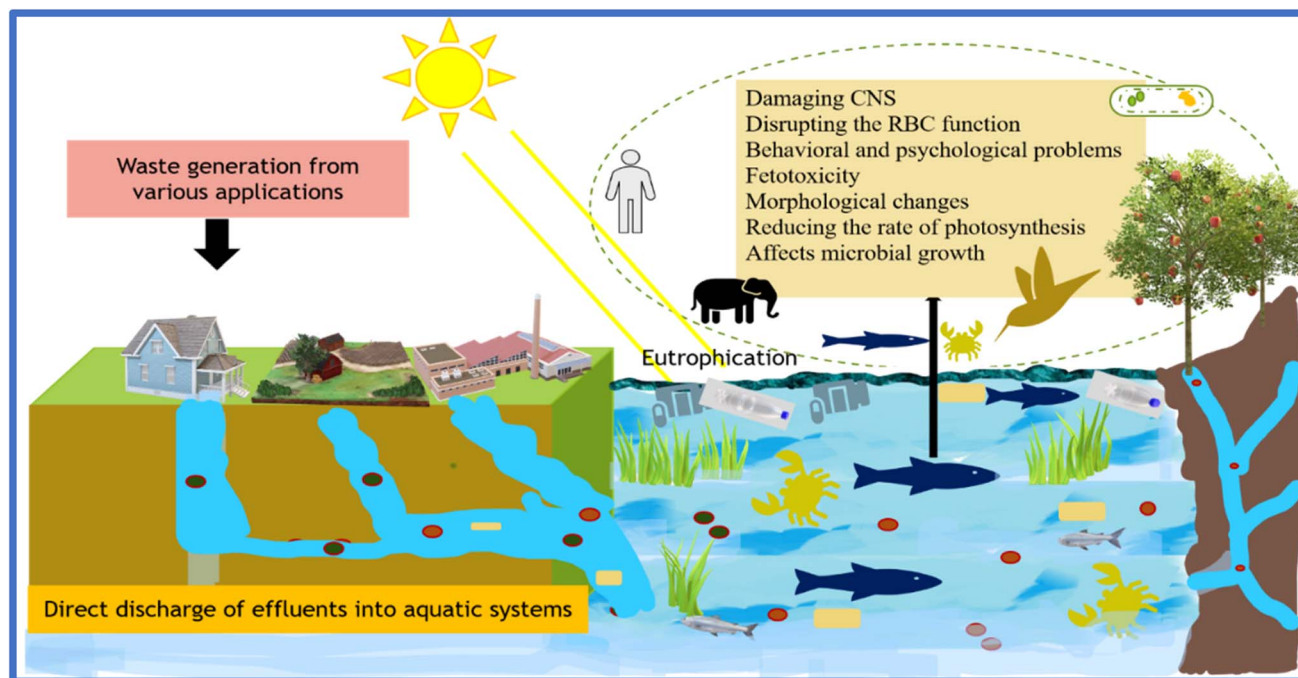 Waste generation from
various applications
Damaging CNS
Disrupting the RBC function
Behavioral and psychological problems
Fetotoxicity
Morphological changes
Reducing the rate of photosynthesis
Affects microbial growth
Eutrophication
Direct discharge of effluents into aquatic systems